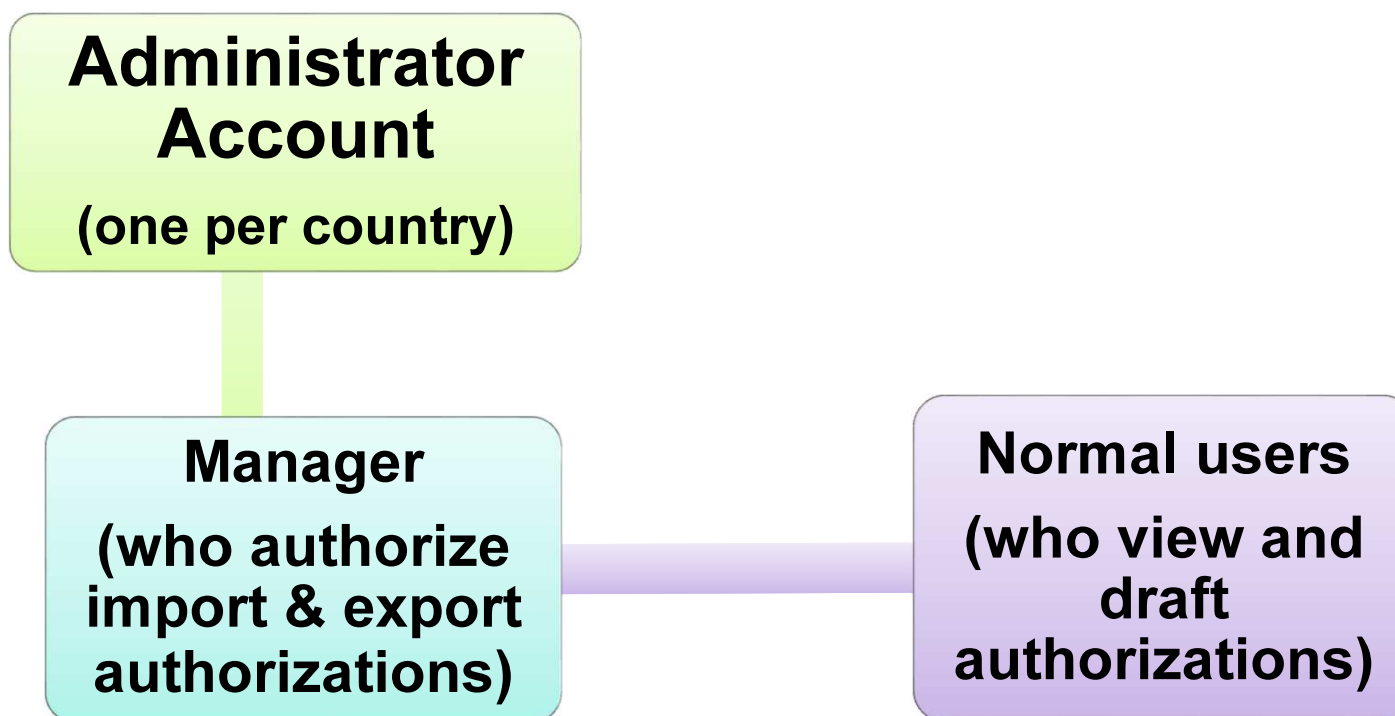 Administrator
Account
(one per country)
Manager
(who authorize
import & export
authorizations)
Normal users
(who view and
draft
authorizations)